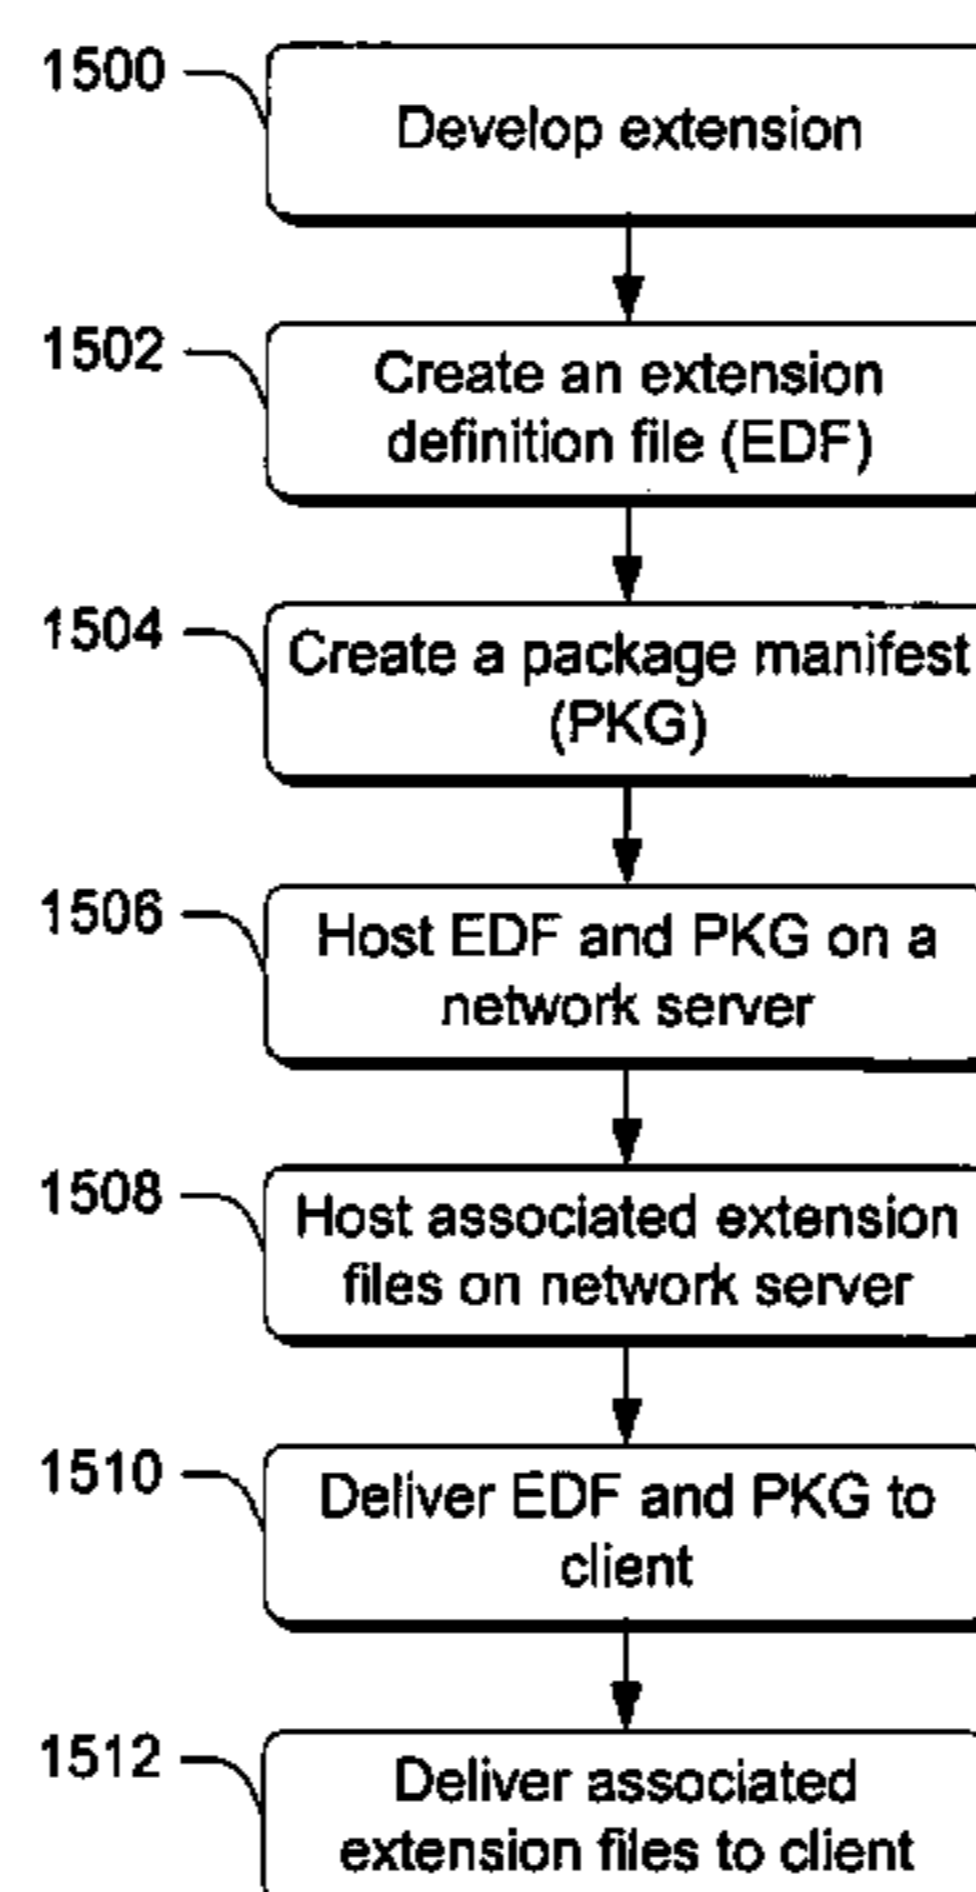 1500
Develop extension
1502
Create an extension
definition file (EDF)
1504
Create a package manifest
(PKG)
1506
Host EDF and PKG on a
network server
1508
Host associated extension
files on network server
1510
Deliver EDF and PKG to
client
1512
Deliver associated
extension files to client